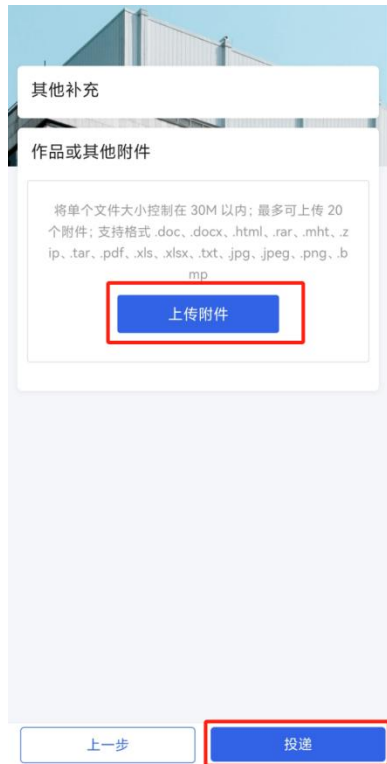 其他补充
作品或其他附件
将单个文件大小控制在 30M 以内; 最多可上传 20
个附件; 支持格式 .doc、.docx、.html、.rar、.mht、.z
ip、.tar、.pdf、.xls、.xlsx、.txt、.jpg、.jpeg、.png、.b
mp
上传附件
上一步
投递